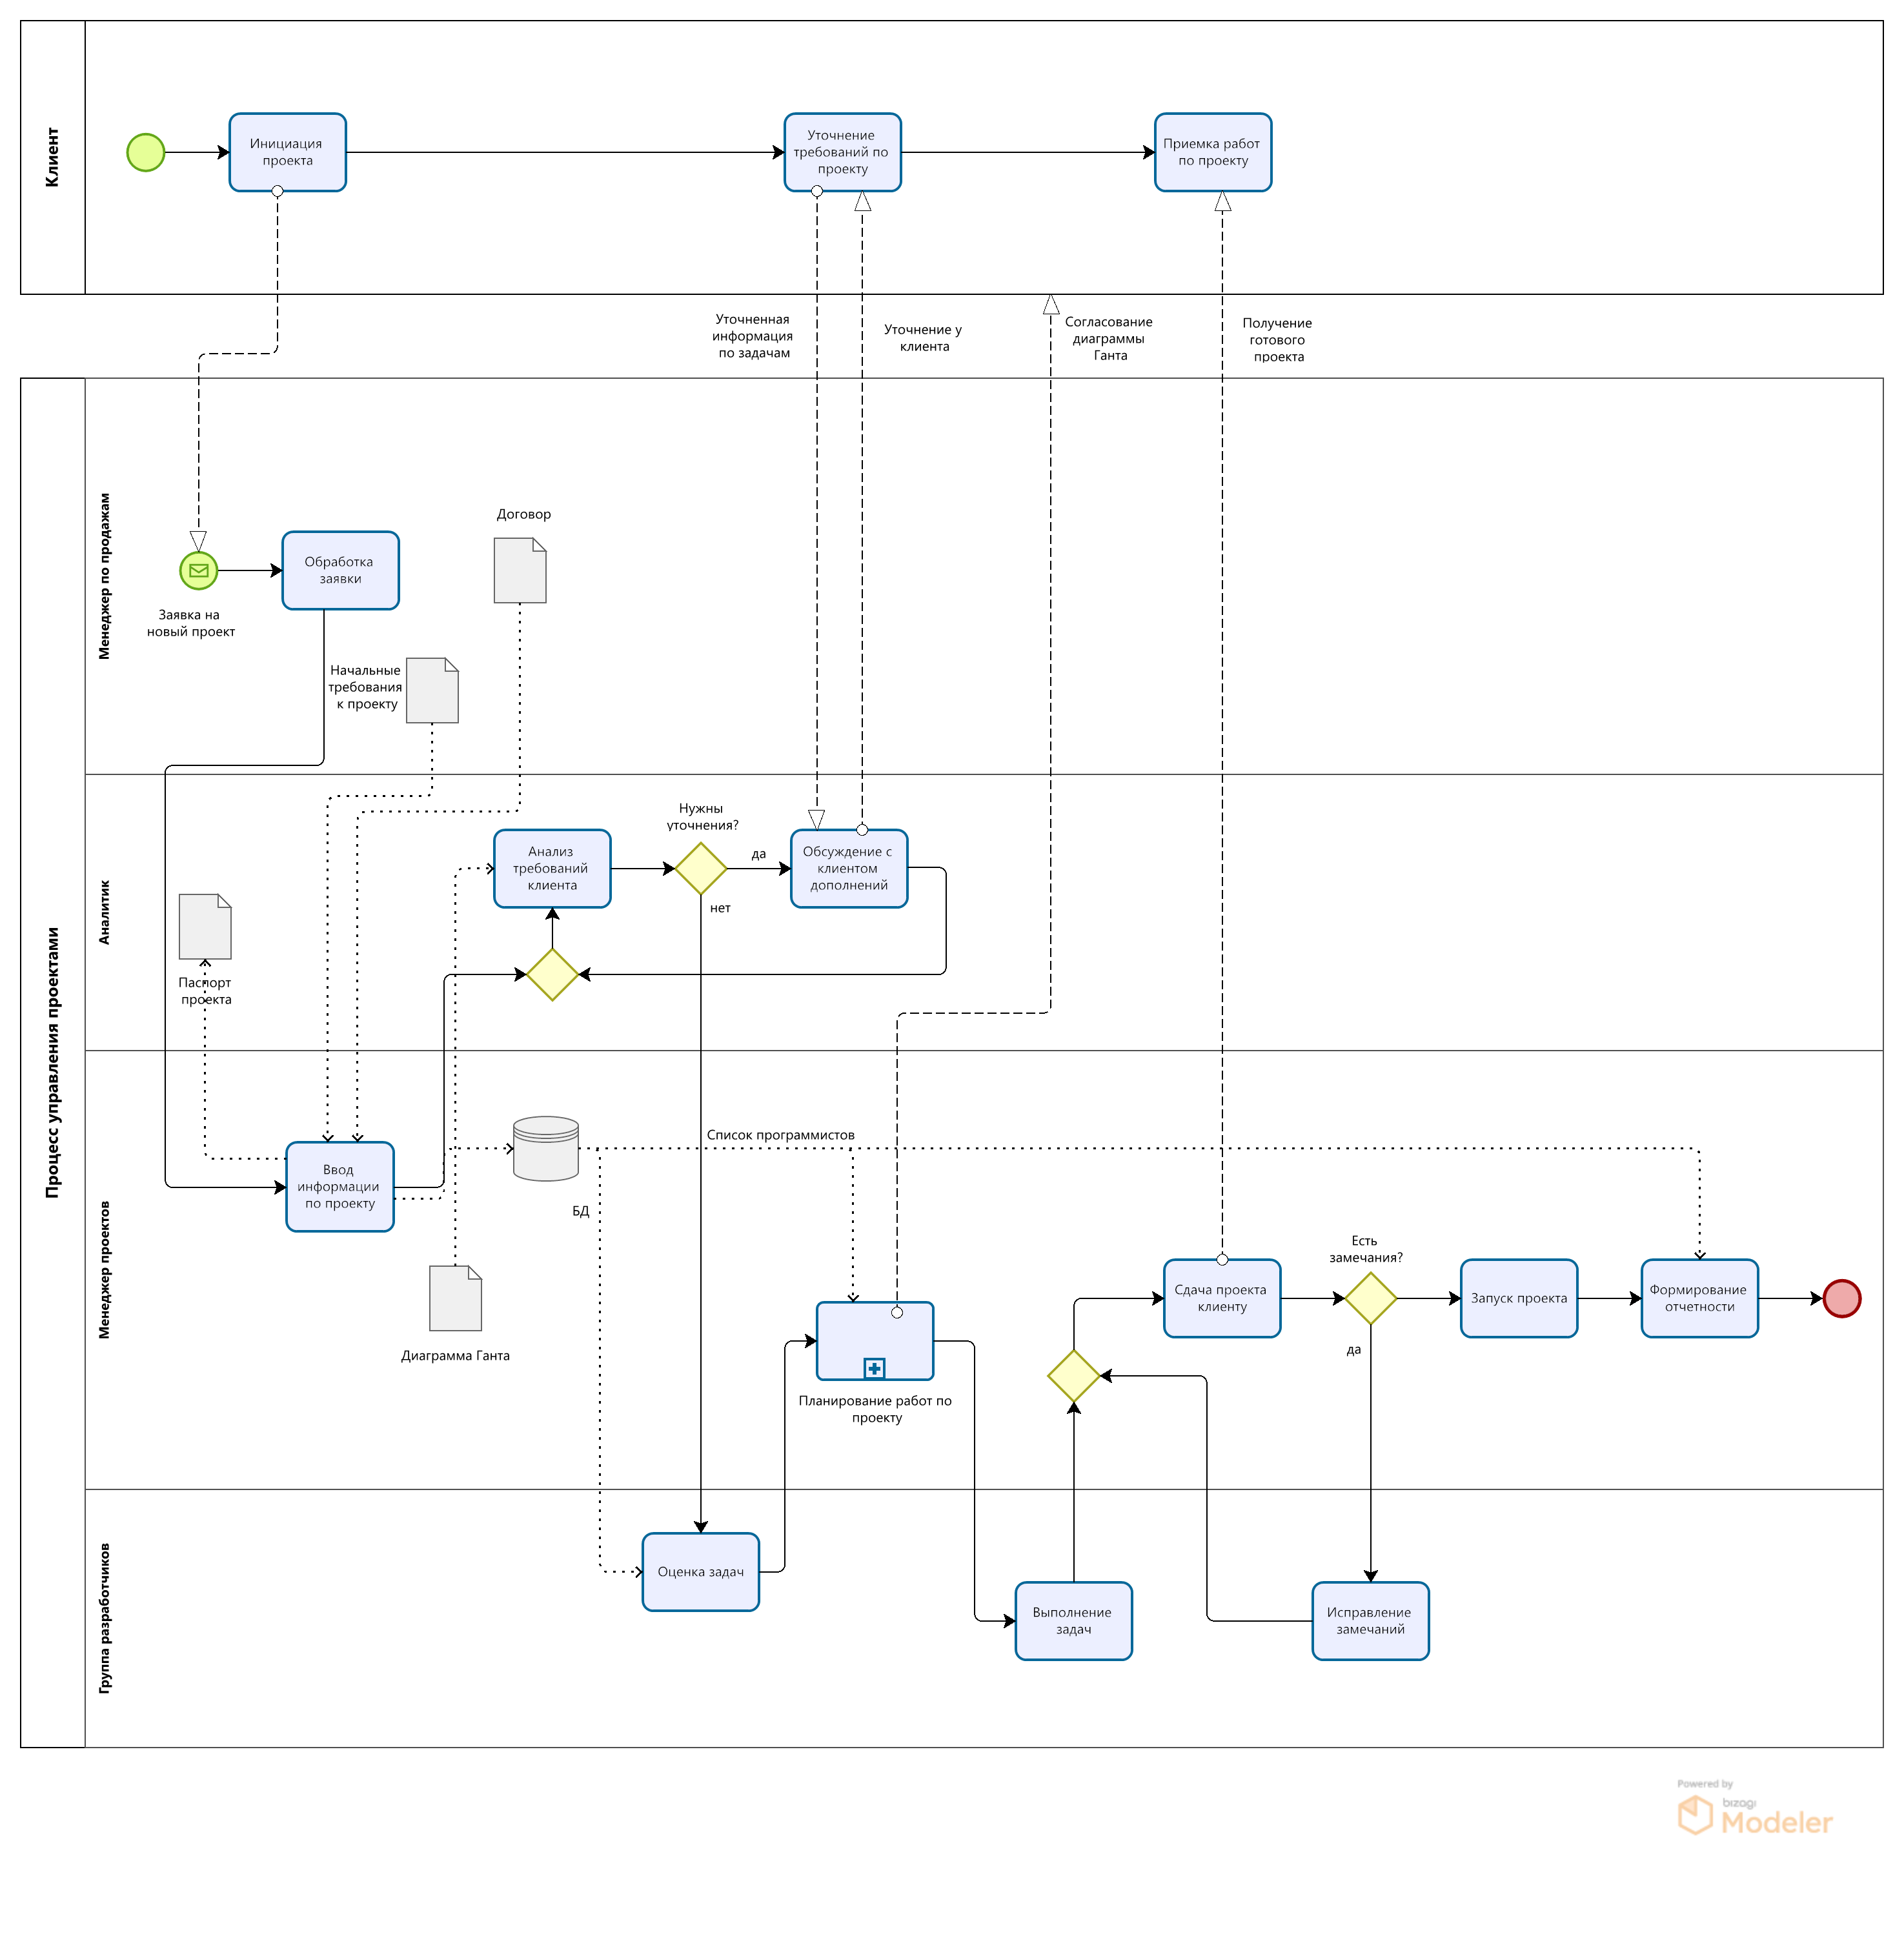 Клиент
Инициация
проекта
Уточнение
требований по
проекту
Приемка работ
по проекту
Уточненная
информация
по задачам
Уточнение у
клиента
Согласование
диаграммы
Ганта
Получение
готового
проекта
Процесс управления проектами
Менеджер по продажам
Заявка на
новый проект
Обработка
заявки
Договор
Начальные
требования
к проекту
Аналитик
Паспорт
проекта
Анализ
требований
клиента
Нужны
уточнения?
да
нет
Обсуждение с
клиентом
дополнений
Менеджер проектов
Ввод
информации
по проекту
БД
Список программистов
Диаграмма Ганта
Планирование работ по
проекту
Сдача проекта
клиенту
Есть
замечания?
да
Запуск проекта
Формирование
отчетности
Группа разработчиков
Оценка задач
Выполнение
задач
Исправление
замечаний
Powered by
bizagi
Modeler